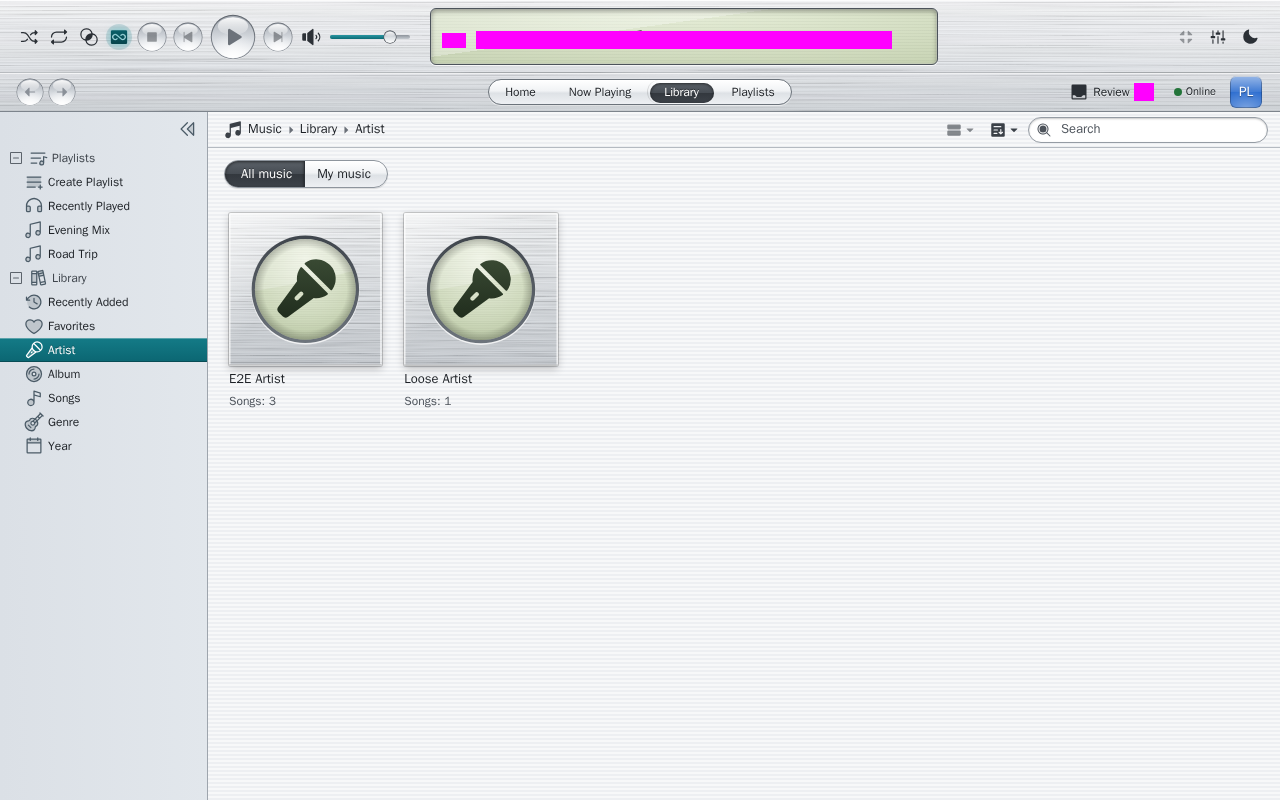 Home
Now Playing
Library
Playlists
Review
Online
PL
Music
Library
Artist
Search
Playlists
Create Playlist
Recently Played
Evening Mix
Road Trip
Library
Recently Added
Favorites
Artist
Album
Songs
Genre
Year
All music
My music
E2E Artist
Songs: 3
Loose Artist
Songs: 1